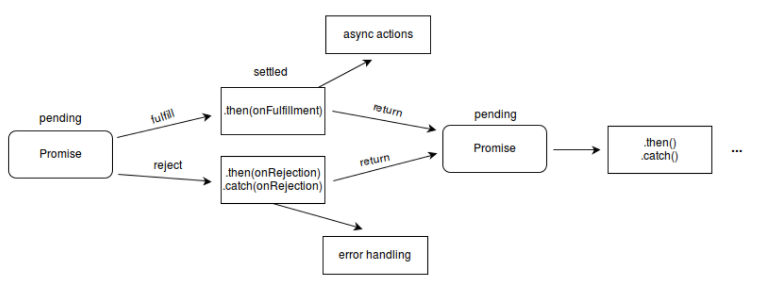 async actions
settled
pending
fulfill
.then(onFulfillment)
return
pending
Promise
reject
.then(onRejection)
.catch(onRejection)
return
Promise
.then()
.catch()
...
error handling